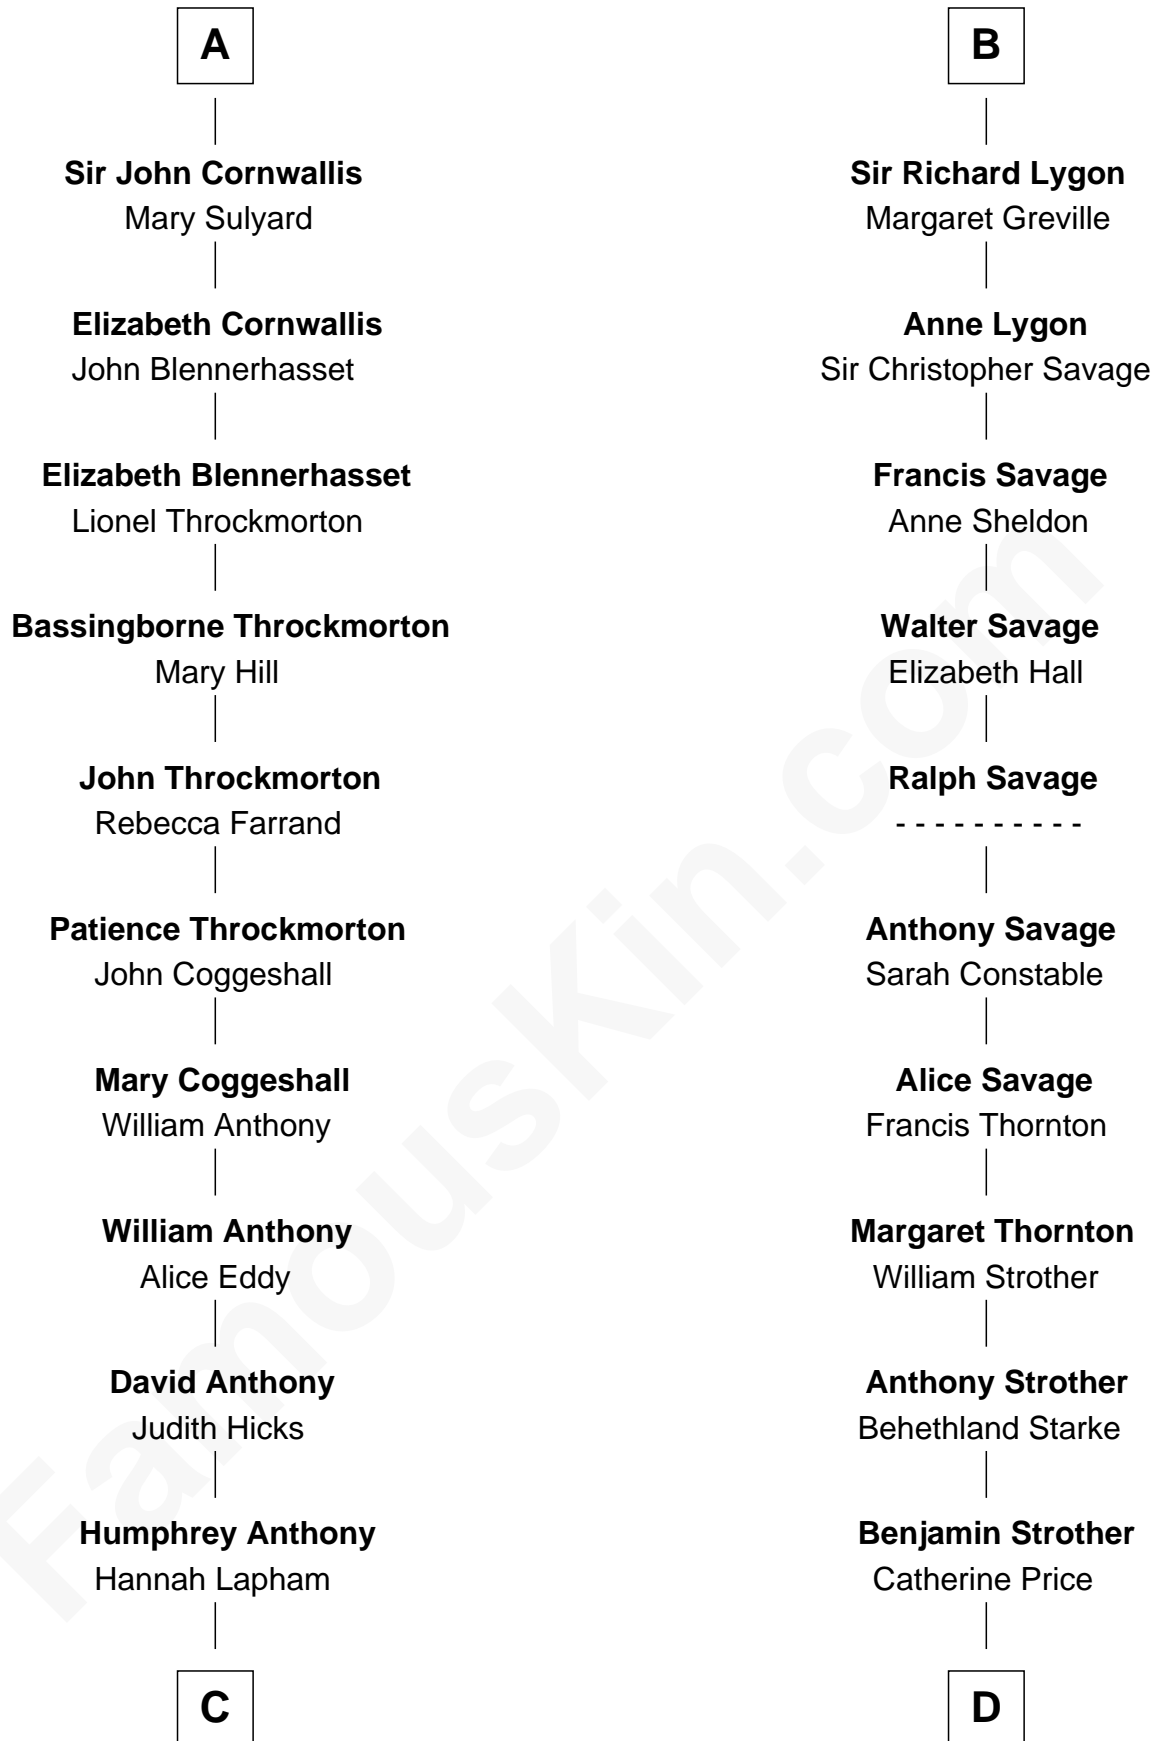 A
Sir John Cornwallis
Mary Sulyard
Elizabeth Cornwallis
John Blennerhasset
Elizabeth Blennerhasset
Lionel Throckmorton
Bassingborne Throckmorton
Mary Hill
John Throckmorton
Rebecca Farrand
Patience Throckmorton
John Coggeshall
Mary Coggeshall
William Anthony
William Anthony
Alice Eddy
David Anthony
Judith Hicks
Humphrey Anthony
Hannah Lapham
C
B
Sir Richard Lygon
Margaret Greville
Anne Lygon
Sir Christopher Savage
Francis Savage
Anne Sheldon
Walter Savage
Elizabeth Hall
Ralph Savage
- - - - - - - - - -
Anthony Savage
Sarah Constable
Alice Savage
Francis Thornton
Margaret Thornton
William Strother
Anthony Strother
Behethland Starke
Benjamin Strother
Catherine Price
D
FamousKin.com